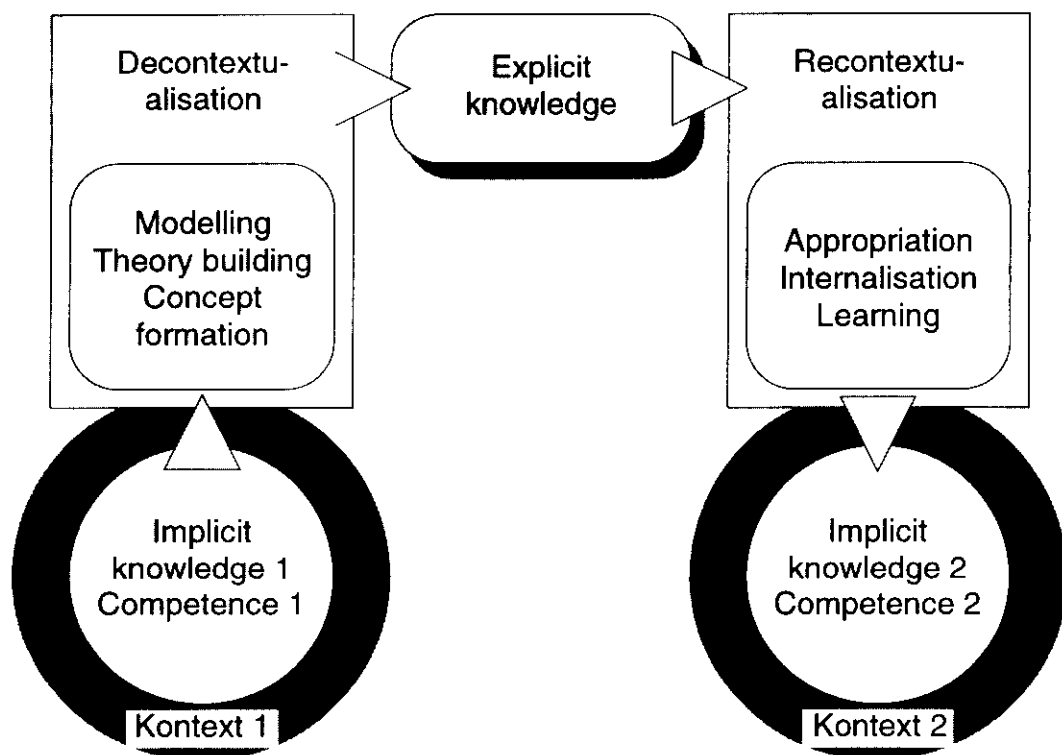 Decontextu-
alisation
Modelling
Theory building
Concept
formation
Implicit
knowledge 1
Competence 1
Kontext 1
Explicit
knowledge
Recontextu-
alisation
Appropriation
Internalisation
Learning
Implicit
knowledge 2
Competence 2
Kontext 2